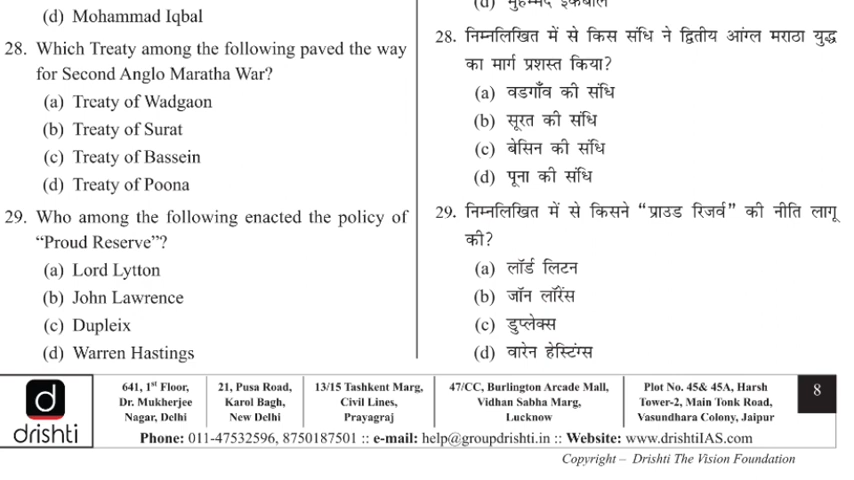 (d) Mohammad Iqbal
28. Which Treaty among the following paved the way
for Second Anglo Maratha War?
(a) Treaty of Wadgaon
(b) Treaty of Surat
(c) Treaty of Bassein
(d) Treaty of Poona
29. Who among the following enacted the policy of
“Proud Reserve”?
(a) Lord Lytton
(b) John Lawrence
(c) Dupleix
(d) Warren Hastings
(d) मुहम्मद इकबाल
28. निम्नलिखित में से किस संधि ने द्वितीय आंग्ल मराठा युद्ध
का मार्ग प्रशस्त किया?
(a) वडगाँव की संधि
(b) सूरत की संधि
(c) बेसिन की संधि
(d) पूना की संधि
29. निम्नलिखित में से किसने “प्राउड रिजर्व” की नीति लागू
की?
(a) लॉर्ड लिटन
(b) जॉन लॉरेंस
(c) डुप्लेक्स
(d) वारेन हेस्टिंग्स
d
drishti
641, 1st Floor,
Dr. Mukherjee
Nagar, Delhi
21, Pusa Road,
Karol Bagh,
New Delhi
13/15 Tashkent Marg,
Civil Lines,
Prayagraj
47/CC, Burlington Arcade Mall,
Vidhan Sabha Marg,
Lucknow
Plot No. 45& 45A, Harsh
Tower-2, Main Tonk Road,
Vasundhara Colony, Jaipur
8
Phone: 011-47532596, 8750187501 :: e-mail: help@groupdrishti.in :: Website: www.drishtiIAS.com
Copyright – Drishti The Vision Foundation